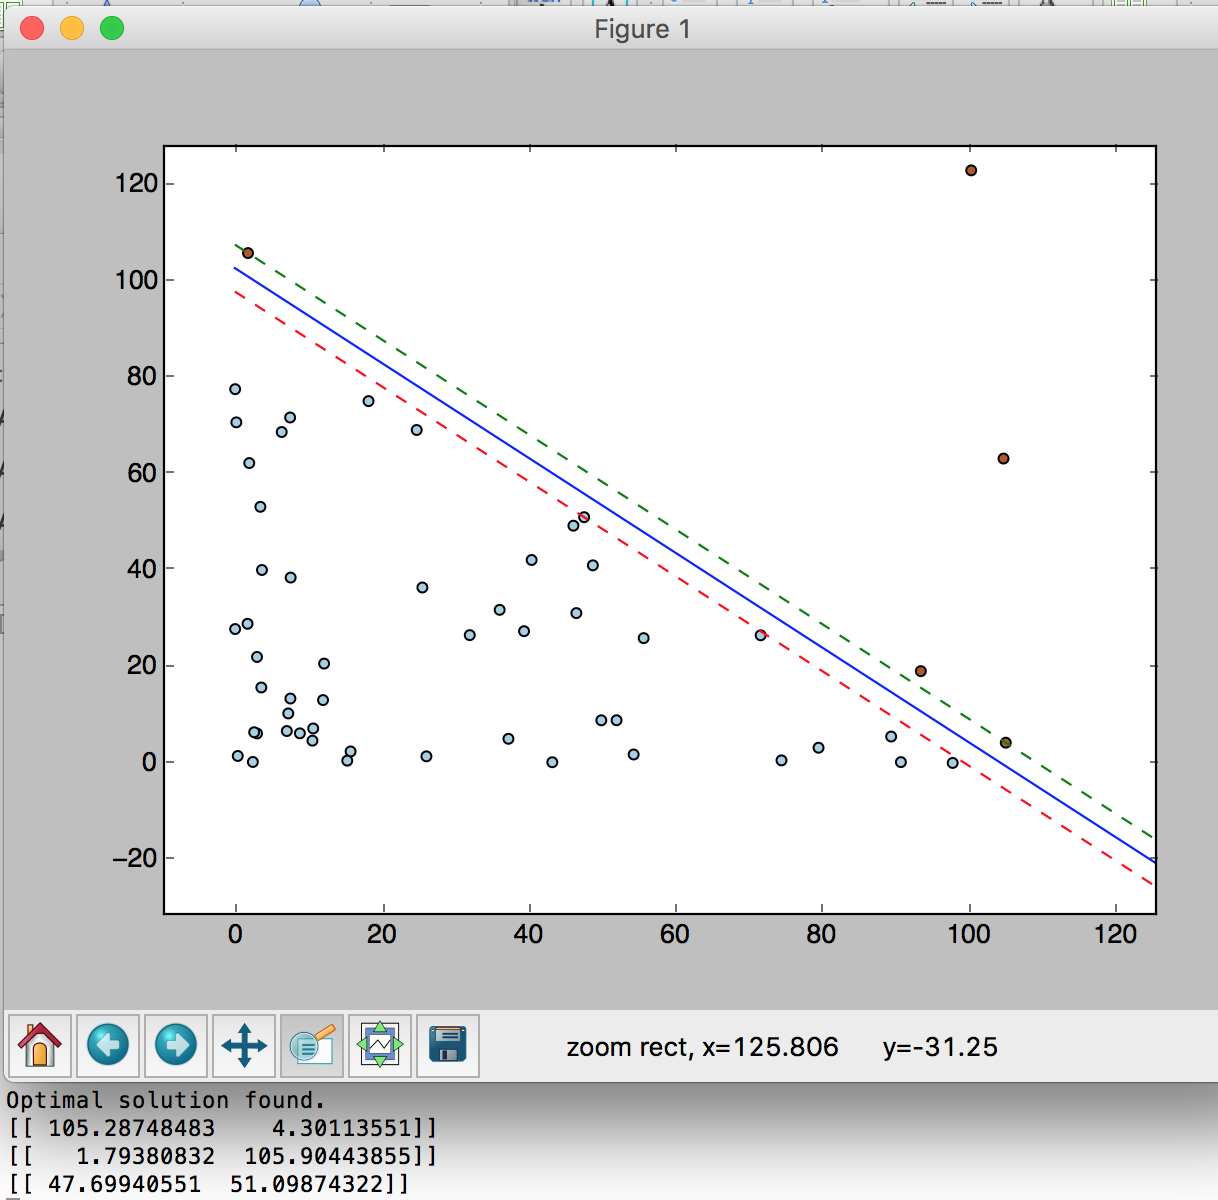 Figure 1
120
100
80
60
40
20
0
−20
0 20 40 60 80 100 120
zoom rect, x=125.806 y=-31.25
Optimal solution found.
[[ 105.28748483 4.30113551]]
[[ 1.79380832 105.90443855]]
[[ 47.69940551 51.09874322]]